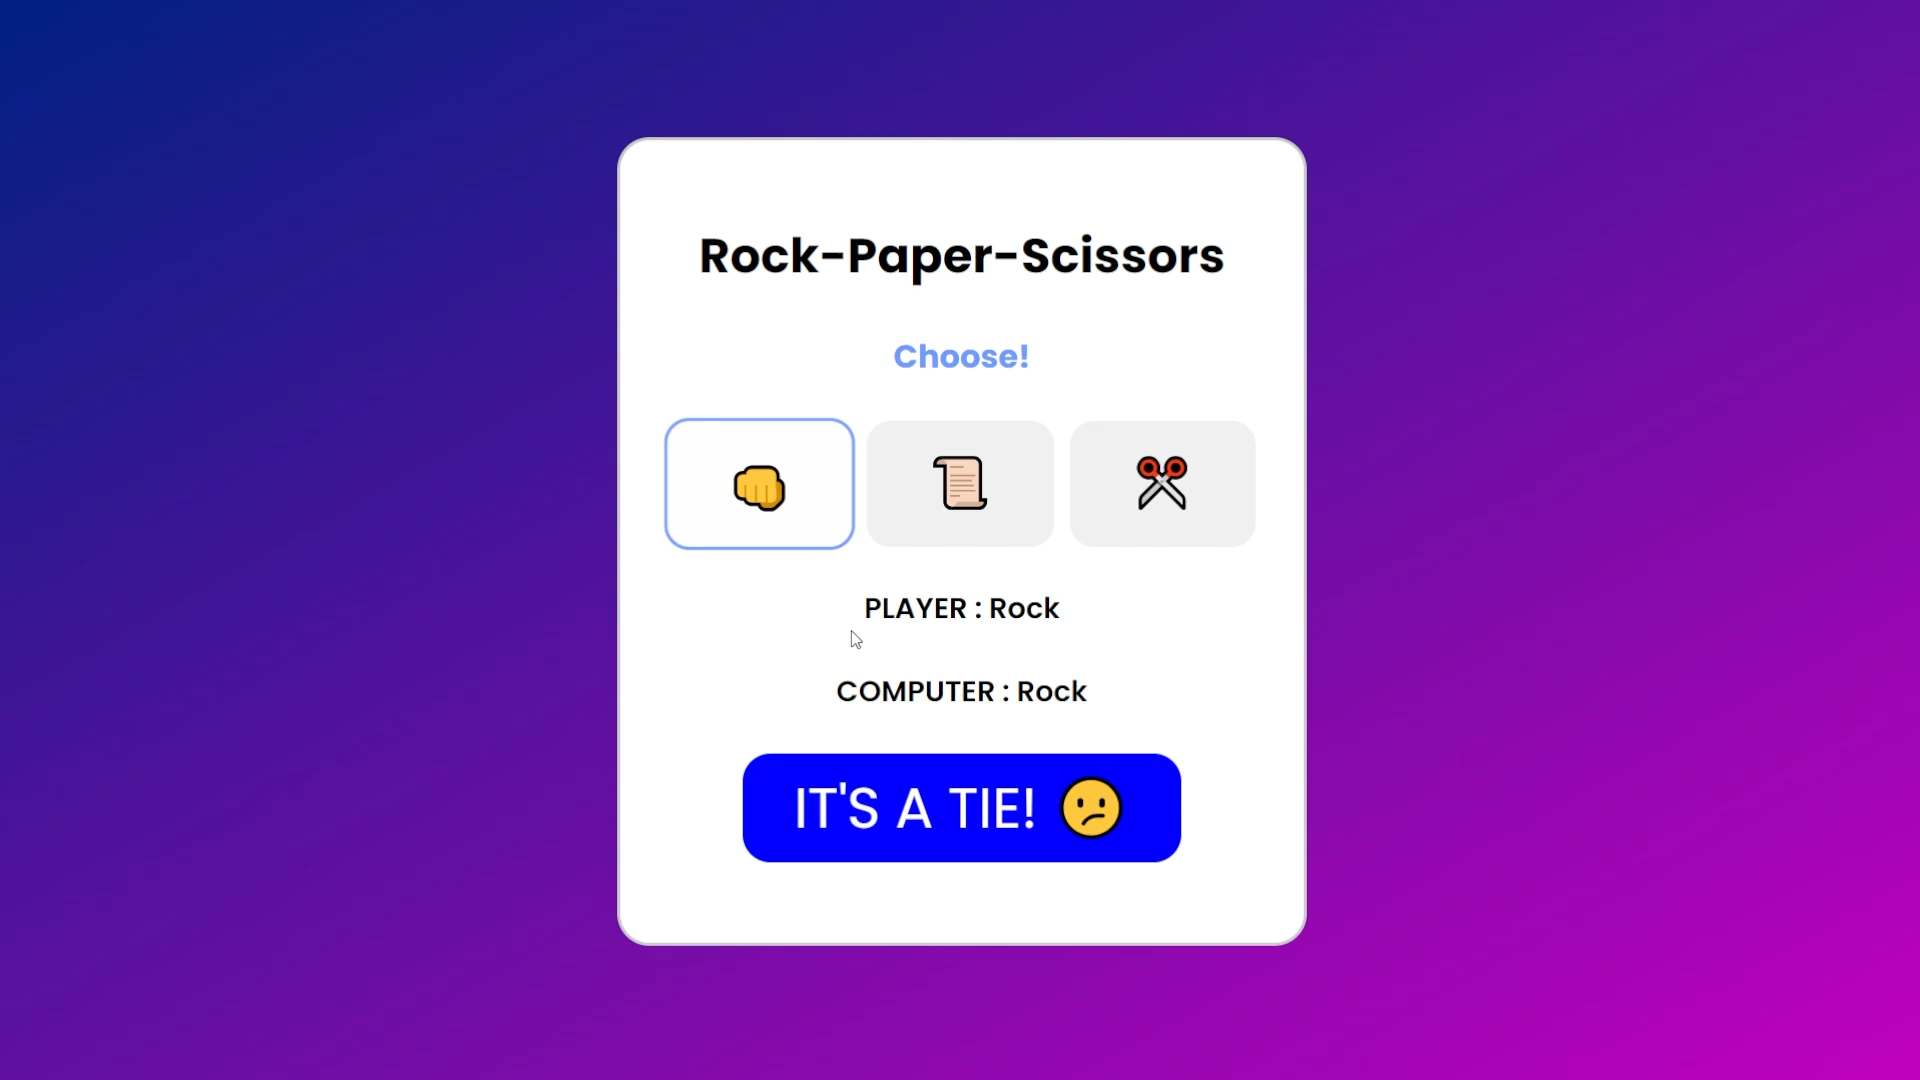 Rock-Paper-Scissors
Choose!
PLAYER : Rock
COMPUTER : Rock
IT'S A TIE! 😕